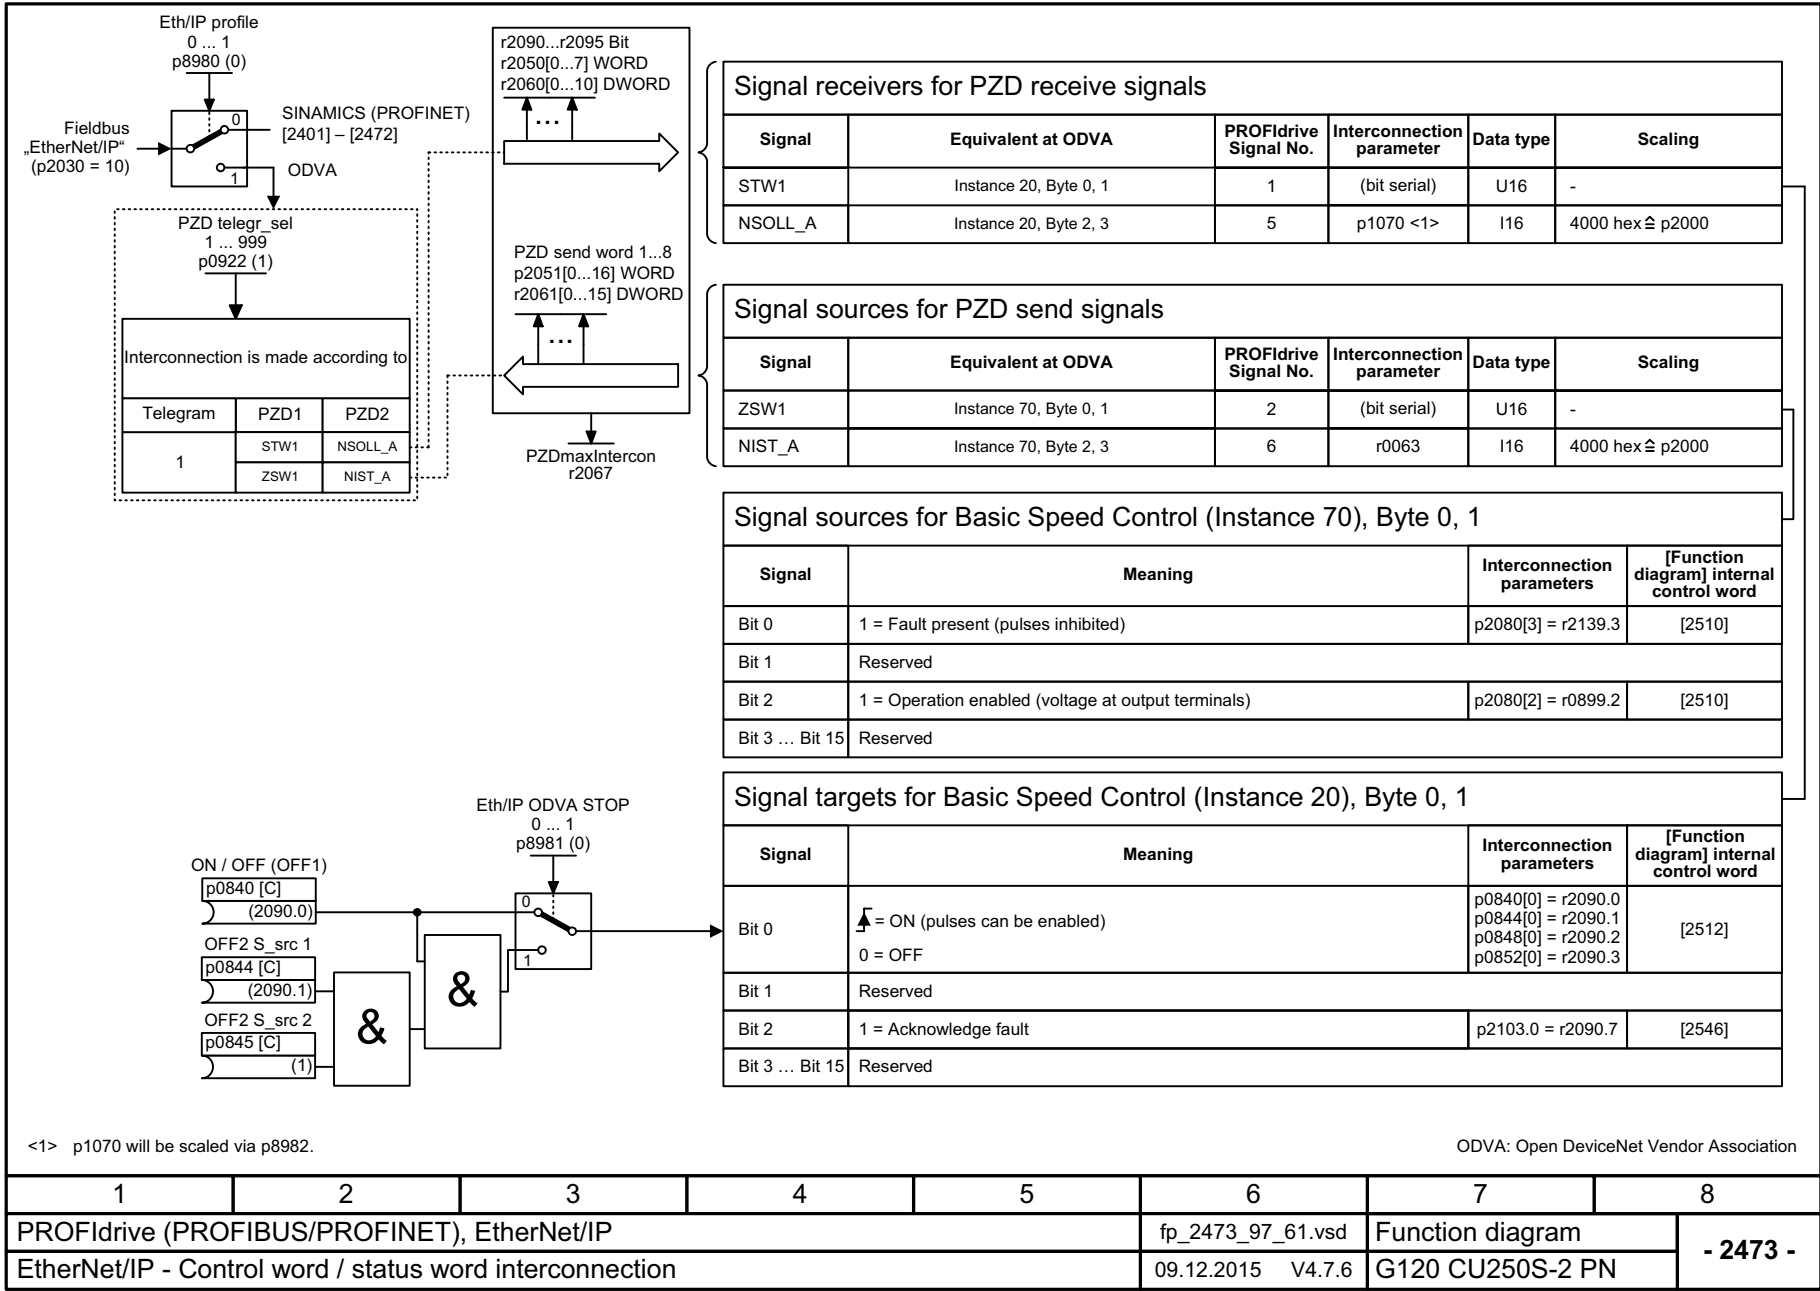 Eth/IP profile
0 ... 1
p8980 (0)
Fieldbus
„EtherNet/IP“
(p2030 = 10)
0
1
SINAMICS (PROFINET)
[2401] – [2472]
ODVA
PZD telegr_sel
1 ... 999
p0922 (1)
Interconnection is made according to
Telegram PZD1 PZD2
1 STW1 NSOLL_A
ZSW1 NIST_A
r2090...r2095 Bit
r2050[0...7] WORD
r2060[0...10] DWORD
...
PZD send word 1...8
p2051[0...16] WORD
r2061[0...15] DWORD
...
PZDmaxIntercon
r2067
Signal receivers for PZD receive signals
Signal Equivalent at ODVA PROFIdrive Signal No. Interconnection parameter Data type Scaling
STW1 Instance 20, Byte 0, 1 1 (bit serial) U16 -
NSOLL_A Instance 20, Byte 2, 3 5 p1070 <1> I16 4000 hex ≙ p2000
Signal sources for PZD send signals
Signal Equivalent at ODVA PROFIdrive Signal No. Interconnection parameter Data type Scaling
ZSW1 Instance 70, Byte 0, 1 2 (bit serial) U16 -
NIST_A Instance 70, Byte 2, 3 6 r0063 I16 4000 hex ≙ p2000
Signal sources for Basic Speed Control (Instance 70), Byte 0, 1
Signal Meaning Interconnection parameters [Function diagram] internal control word
Bit 0 1 = Fault present (pulses inhibited) p2080[3] = r2139.3 [2510]
Bit 1 Reserved
Bit 2 1 = Operation enabled (voltage at output terminals) p2080[2] = r0899.2 [2510]
Bit 3 … Bit 15 Reserved
Signal targets for Basic Speed Control (Instance 20), Byte 0, 1
Signal Meaning Interconnection parameters [Function diagram] internal control word
Bit 0 = ON (pulses can be enabled)
0 = OFF
p0840[0] = r2090.0
p0844[0] = r2090.1
p0848[0] = r2090.2
p0852[0] = r2090.3
[2512]
Bit 1 Reserved
Bit 2 1 = Acknowledge fault p2103.0 = r2090.7 [2546]
Bit 3 … Bit 15 Reserved
Eth/IP ODVA STOP
0 ... 1
p8981 (0)
0
1
ON / OFF (OFF1)
p0840 [C]
(2090.0)
OFF2 S_src 1
p0844 [C]
(2090.1)
OFF2 S_src 2
p0845 [C]
(1)
&
&
<1> p1070 will be scaled via p8982.
ODVA: Open DeviceNet Vendor Association
1 2 3 4 5 6 7 8
PROFIdrive (PROFIBUS/PROFINET), EtherNet/IP fp_2473_97_61.vsd Function diagram
- 2473 -
EtherNet/IP - Control word / status word interconnection 09.12.2015 V4.7.6 G120 CU250S-2 PN